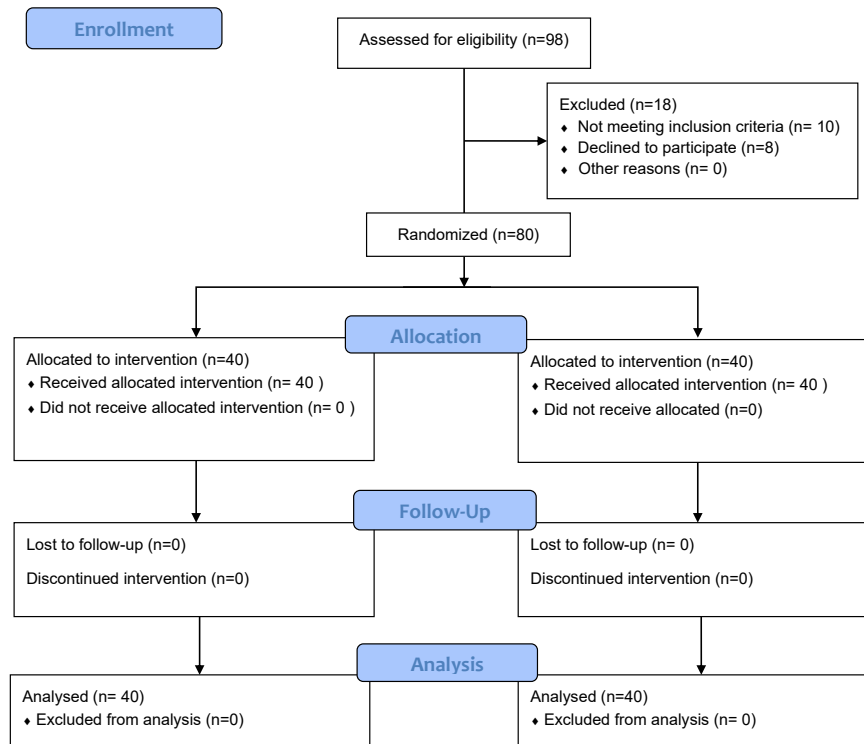 Enrollment
Assessed for eligibility (n=98)
Excluded (n=18)
♦ Not meeting inclusion criteria (n= 10)
♦ Declined to participate (n=8)
♦ Other reasons (n= 0)
Randomized (n=80)
Allocation
Allocated to intervention (n=40)
♦ Received allocated intervention (n= 40 )
♦ Did not receive allocated intervention (n= 0 )
Allocated to intervention (n=40)
♦ Received allocated intervention (n= 40 )
♦ Did not receive allocated (n=0)
Follow-Up
Lost to follow-up (n=0)
Discontinued intervention (n=0)
Lost to follow-up (n= 0)
Discontinued intervention (n=0)
Analysis
Analysed (n= 40)
♦ Excluded from analysis (n=0)
Analysed (n=40)
♦ Excluded from analysis (n= 0)